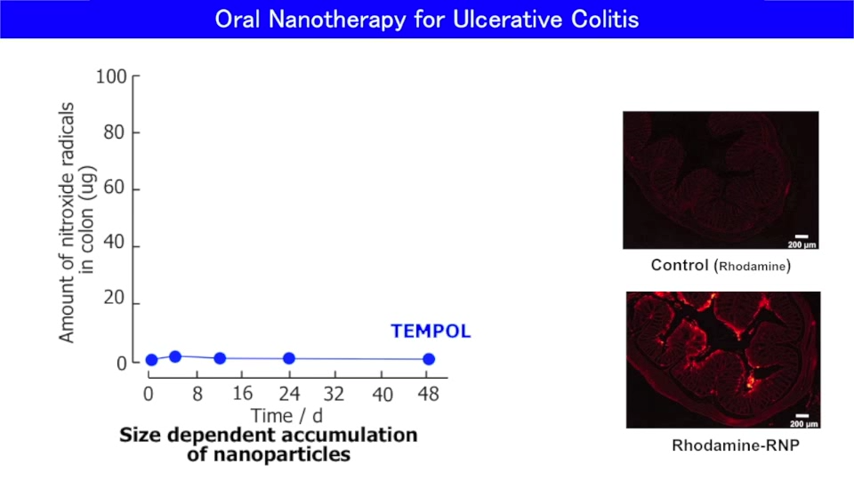 Oral Nanotherapy for Ulcerative Colitis
Amount of nitroxide radicals
in colon (ug)
100
80
60
40
20
0
TEMPOL
0 8 16 24 32 40 48
Time / d
Size dependent accumulation
of nanoparticles
200 µm
Control (Rhodamine)
200 µm
Rhodamine-RNP